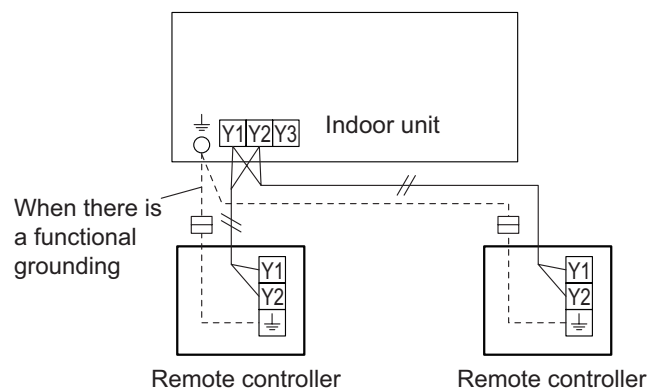 Y1 Y2 Y3
Indoor unit
When there is
a functional
grounding
Y1
Y2
Y1
Y2
Remote controller
Remote controller